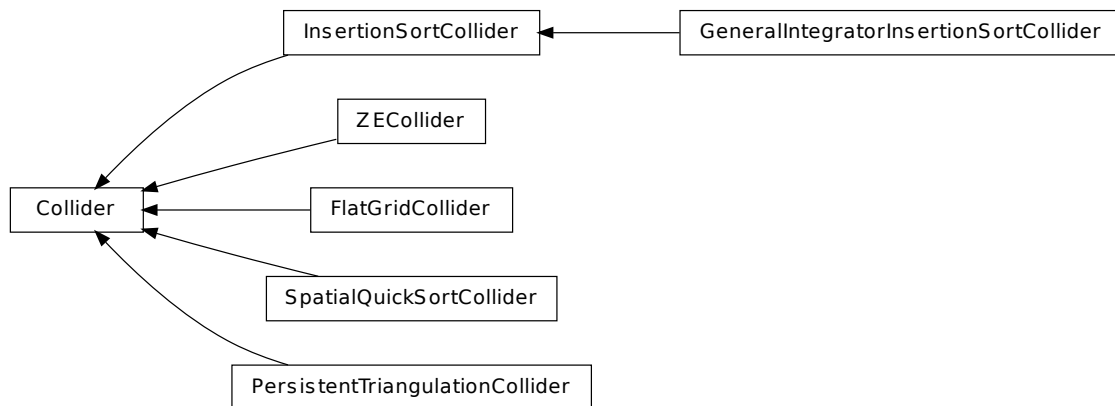 InsertionSortCollider
GeneralIntegratorInsertionSortCollider
ZECollider
Collider
FlatGridCollider
SpatialQuickSortCollider
PersistentTriangulationCollider